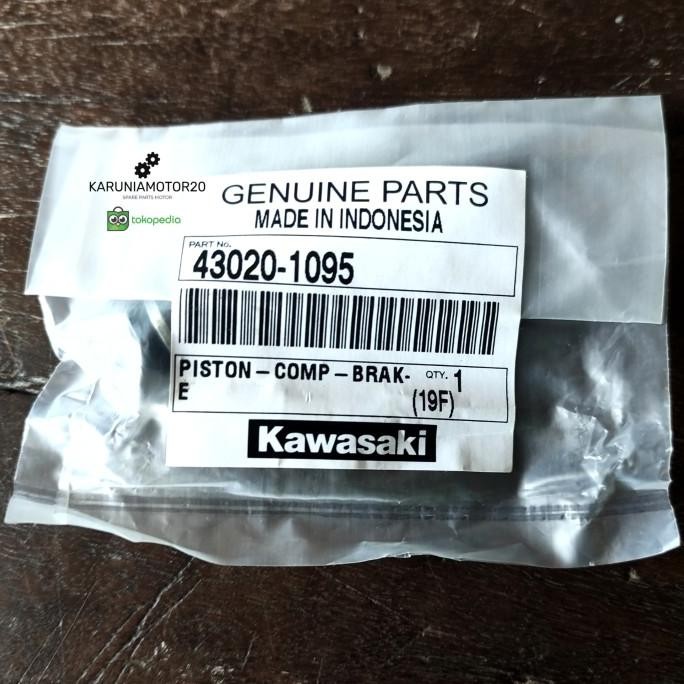 KARUNIAMOTOR20
SPARE PARTS MOTOR
tokopedia
GENUINE PARTS
MADE IN INDONESIA
PART No.
43020-1095
PISTON-COMP-BRAK-
E
QTY. 1
(19F)
Kawasaki